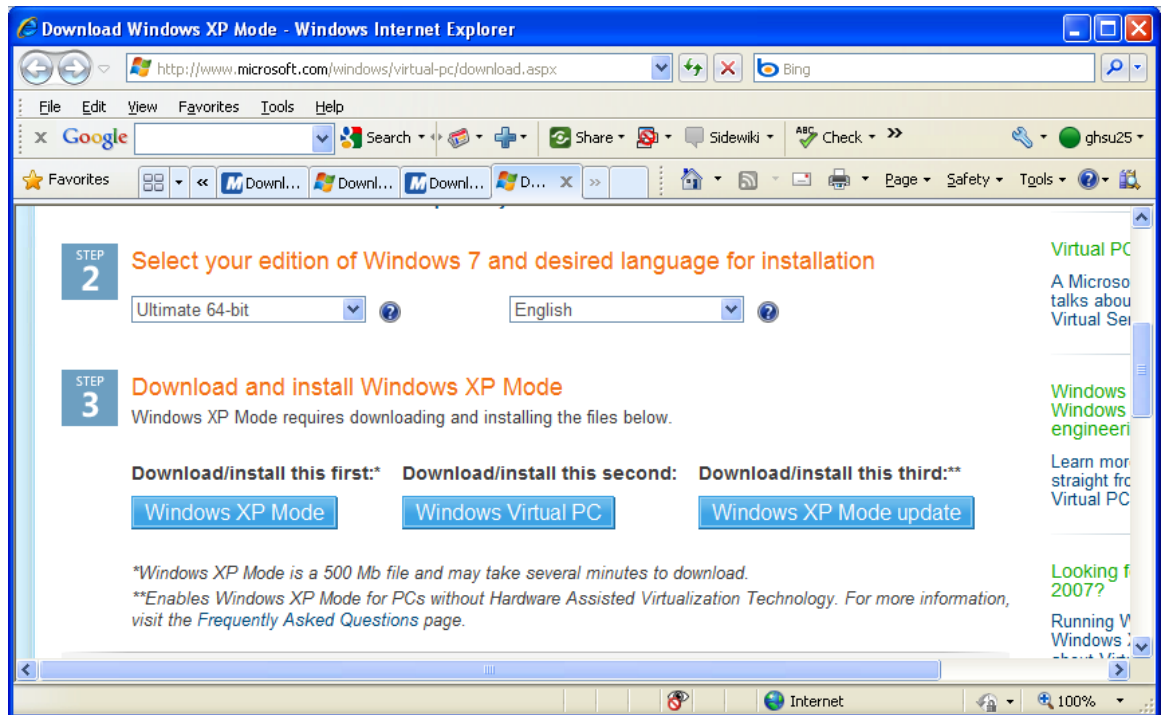 Download Windows XP Mode - Windows Internet Explorer
http://www.microsoft.com/windows/virtual-pc/download.aspx
Bing
File Edit View Favorites Tools Help
x Google Search Share Sidewiki ABC Check » ghsu25
Favorites « M Downl... Downl... M Downl... D... X » Page Safety Tools
STEP 2
Select your edition of Windows 7 and desired language for installation
Ultimate 64-bit English
STEP 3
Download and install Windows XP Mode
Windows XP Mode requires downloading and installing the files below.
Download/install this first:* Download/install this second: Download/install this third:**
Windows XP Mode Windows Virtual PC Windows XP Mode update
*Windows XP Mode is a 500 Mb file and may take several minutes to download.
**Enables Windows XP Mode for PCs without Hardware Assisted Virtualization Technology. For more information,
visit the Frequently Asked Questions page.
Virtual PC
A Microso
talks abou
Virtual Ser
Windows
Windows
engineeri
Learn mor
straight fro
Virtual PC
Looking f
2007?
Running W
Windows
Internet 100%